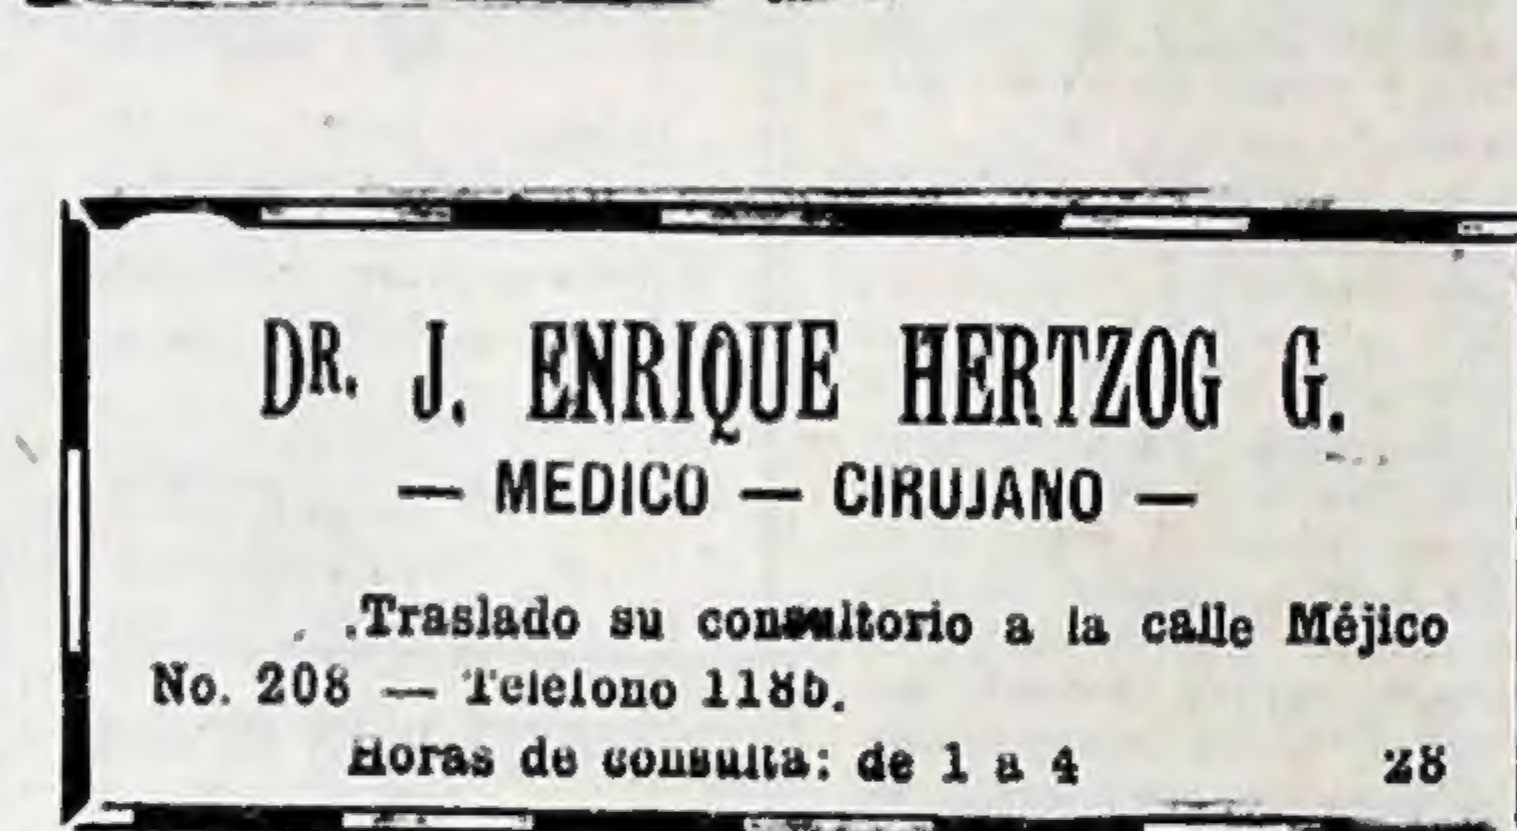 DR. J. ENRIQUE HERTZOG G.
— MEDICO — CIRUJANO —
Traslado su consultorio a la calle Méjico
No. 208 — Telefono 1185.
Horas de consulta: de 1 a 4 28